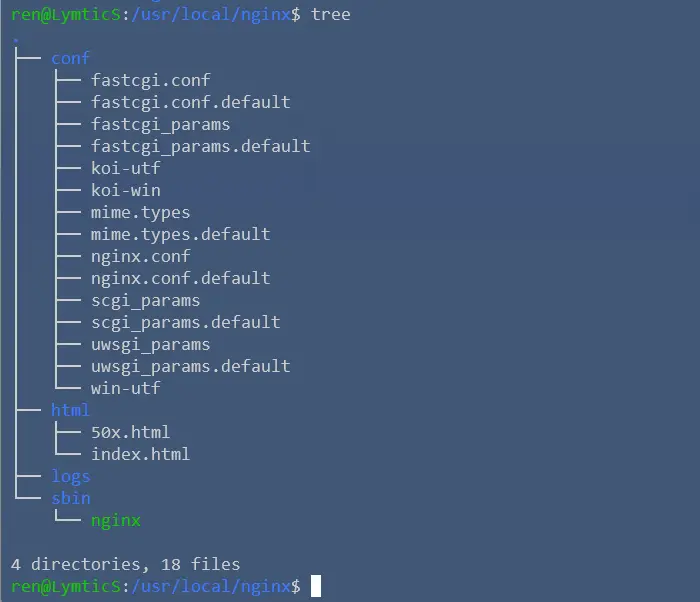 ren@LymticS:/usr/local/nginx$ tree
.
├── conf
│   ├── fastcgi.conf
│   ├── fastcgi.conf.default
│   ├── fastcgi_params
│   ├── fastcgi_params.default
│   ├── koi-utf
│   ├── koi-win
│   ├── mime.types
│   ├── mime.types.default
│   ├── nginx.conf
│   ├── nginx.conf.default
│   ├── scgi_params
│   ├── scgi_params.default
│   ├── uwsgi_params
│   ├── uwsgi_params.default
│   └── win-utf
├── html
│   ├── 50x.html
│   └── index.html
├── logs
└── sbin
    └── nginx
4 directories, 18 files
ren@LymticS:/usr/local/nginx$